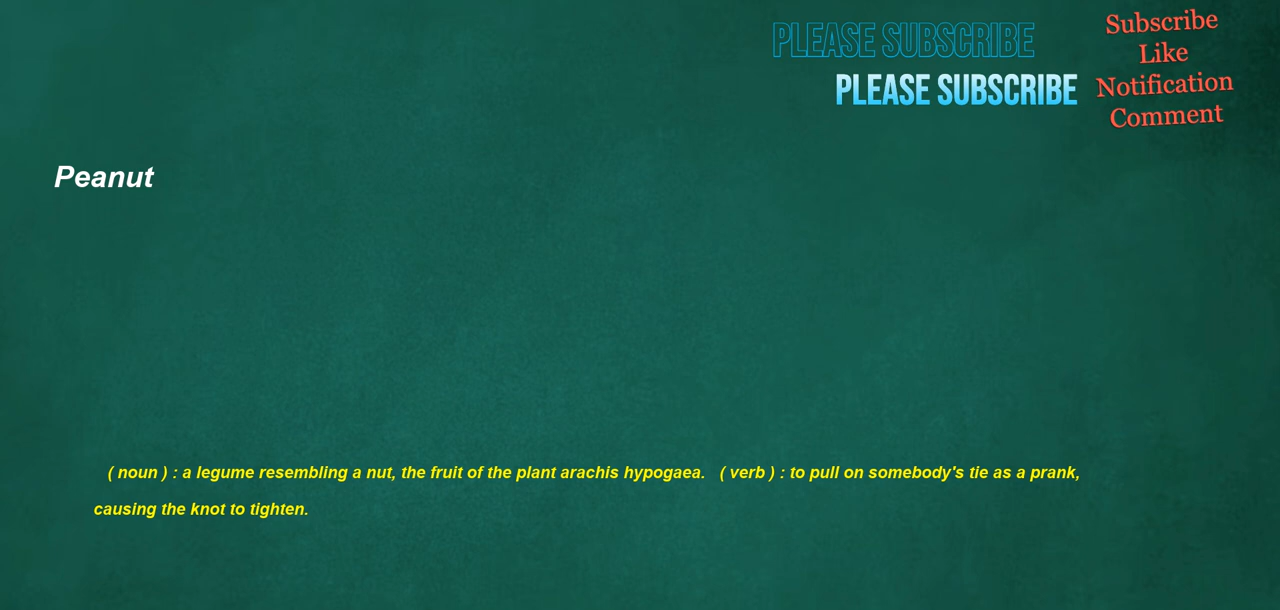 PLEASE SUBSCRIBE
PLEASE SUBSCRIBE
Subscribe
Like
Notification
Comment
Peanut
( noun ) : a legume resembling a nut, the fruit of the plant arachis hypogaea. ( verb ) : to pull on somebody's tie as a prank,
causing the knot to tighten.